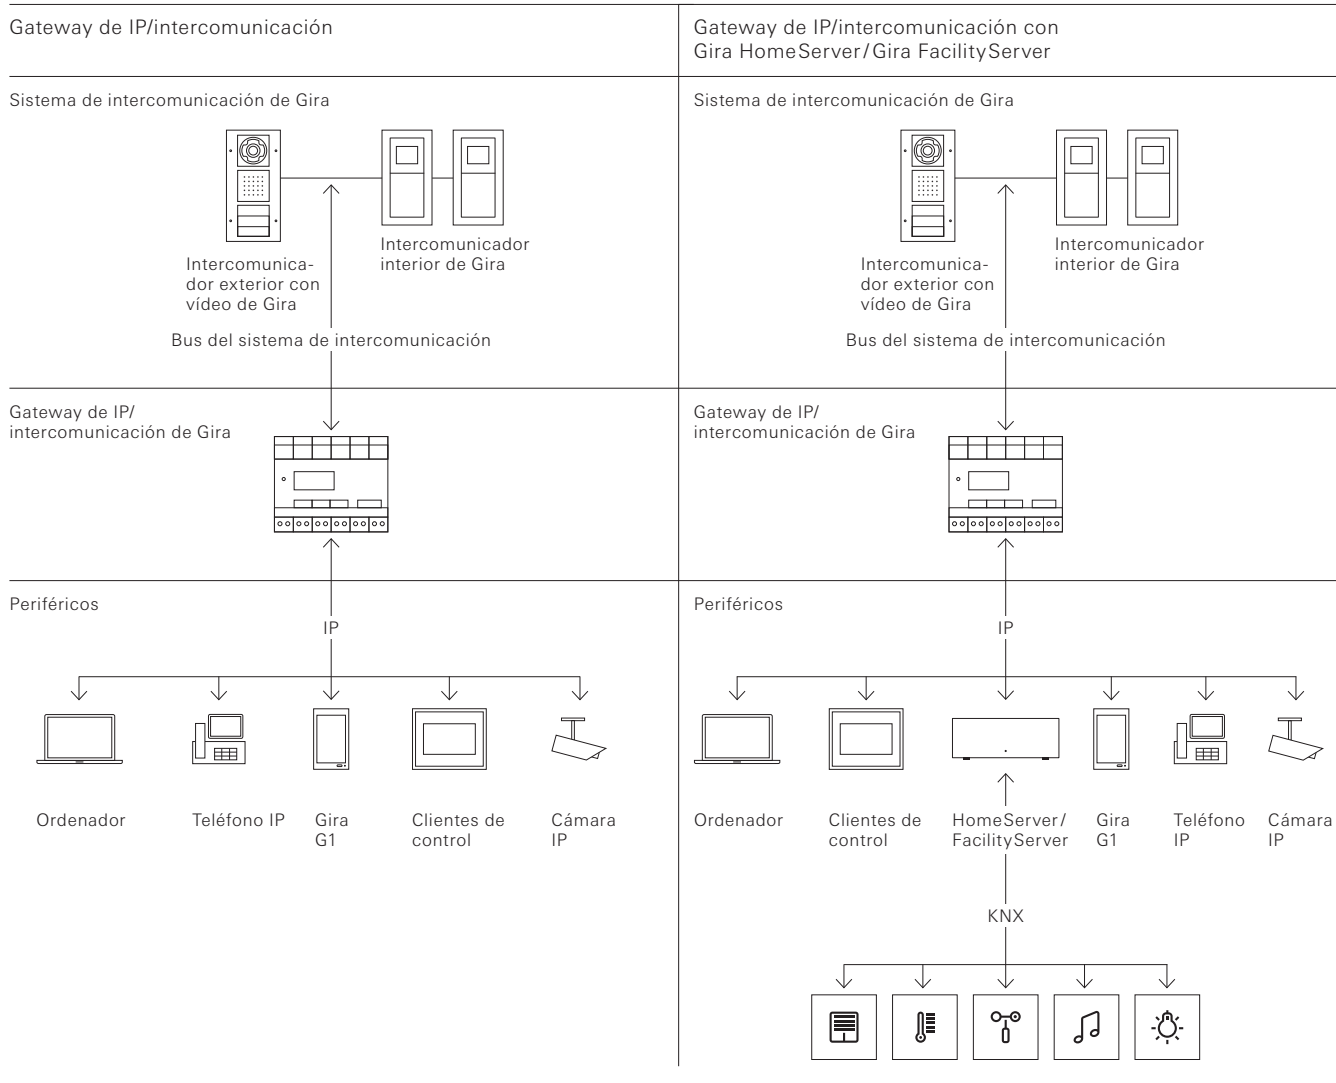 Gateway de IP/intercomunicación
Gateway de IP/intercomunicación con
Gira HomeServer/Gira FacilityServer
Sistema de intercomunicación de Gira
Intercomunica-
dor exterior con
vídeo de Gira
Intercomunicador
interior de Gira
Bus del sistema de intercomunicación
Sistema de intercomunicación de Gira
Intercomunica-
dor exterior con
vídeo de Gira
Intercomunicador
interior de Gira
Bus del sistema de intercomunicación
Gateway de IP/
intercomunicación de Gira
Gateway de IP/
intercomunicación de Gira
Periféricos
IP
Ordenador
Teléfono IP
Gira
G1
Clientes de
control
Cámara
IP
Periféricos
IP
Ordenador
Clientes de
control
HomeServer/
FacilityServer
Gira
G1
Teléfono
IP
Cámara
IP
KNX